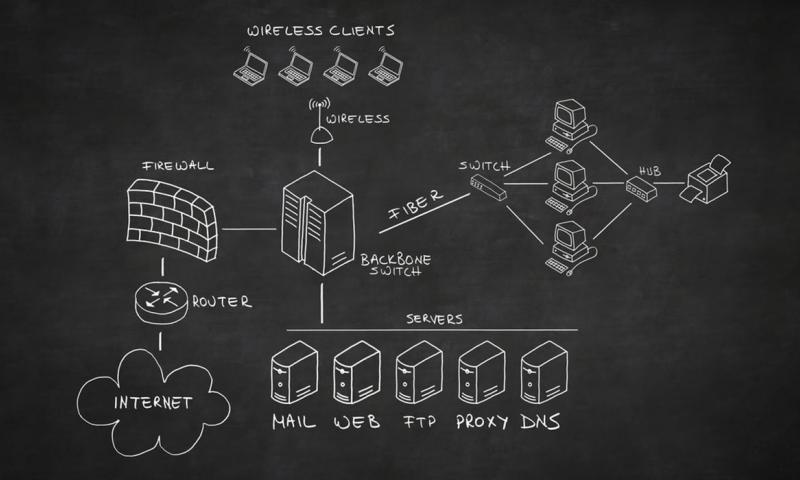 WIRELESS CLIENTS
WIRELESS
FIREWALL
SWITCH
HUB
FIBER
BACKBONE
SWITCH
ROUTER
SERVERS
INTERNET
MAIL WEB FTP PROXY DNS